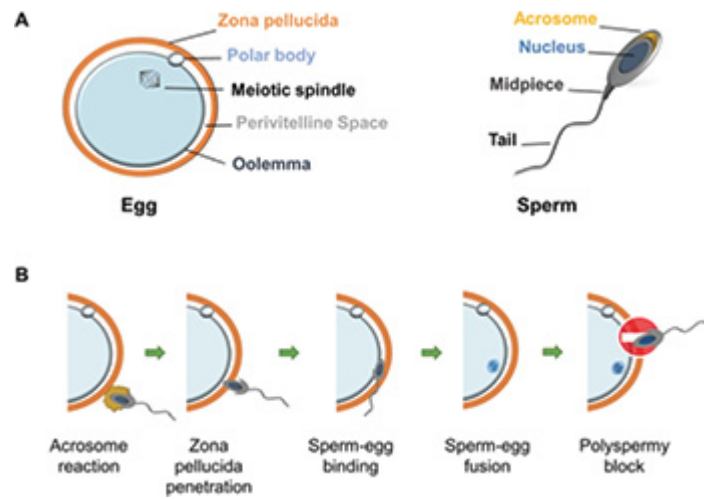 A
Zona pellucida
Polar body
Meiotic spindle
Perivitelline Space
Oolemma
Egg
Acrosome
Nucleus
Midpiece
Tail
Sperm
B
Acrosome
reaction
Zona
pellucida
penetration
Sperm-egg
binding
Sperm-egg
fusion
Polyspermy
block